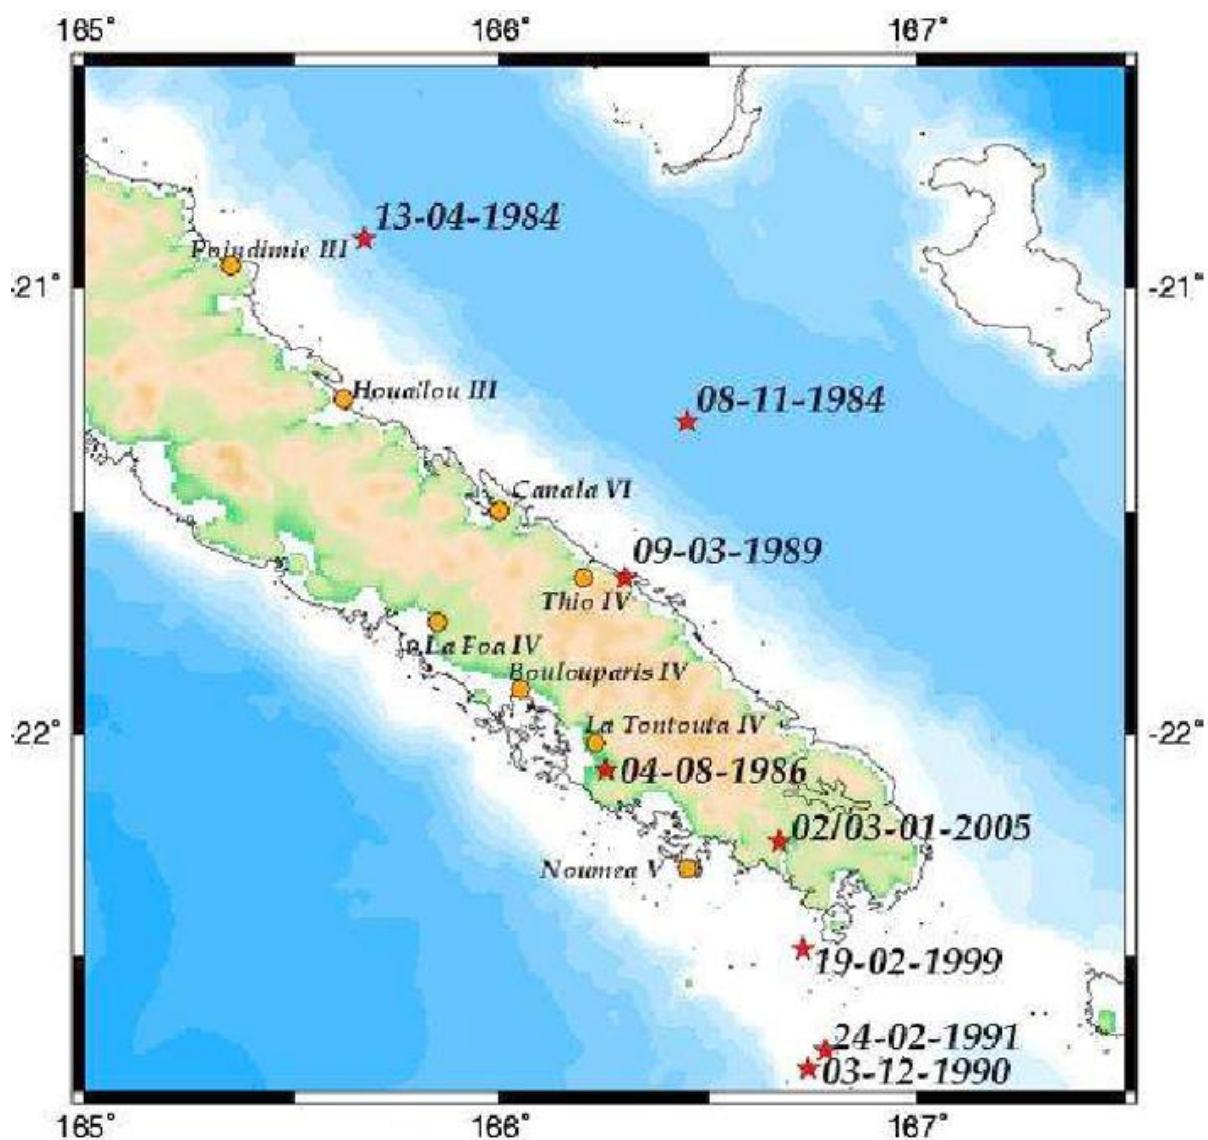 165° 166° 167°
13-04-1984
Poindimie III
-21° -21°
Houaïlou III
08-11-1984
Canala VI
09-03-1989
Thio IV
La Foa IV
Boulouparis IV
La Tontouta IV
-22° -22°
04-08-1986
02/03-01-2005
Noumea V
19-02-1999
24-02-1991
03-12-1990
165° 166° 167°